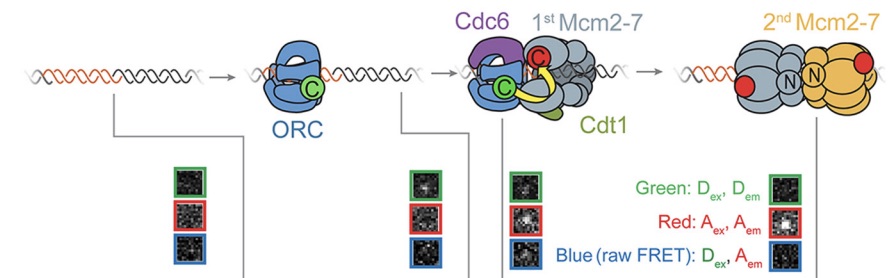 Cdc6
1st Mcm2-7
2nd Mcm2-7
C
C
C
N N
ORC
Cdt1
Green: Dex, Dem
Red: Aex, Aem
Blue (raw FRET): Dex, Aem